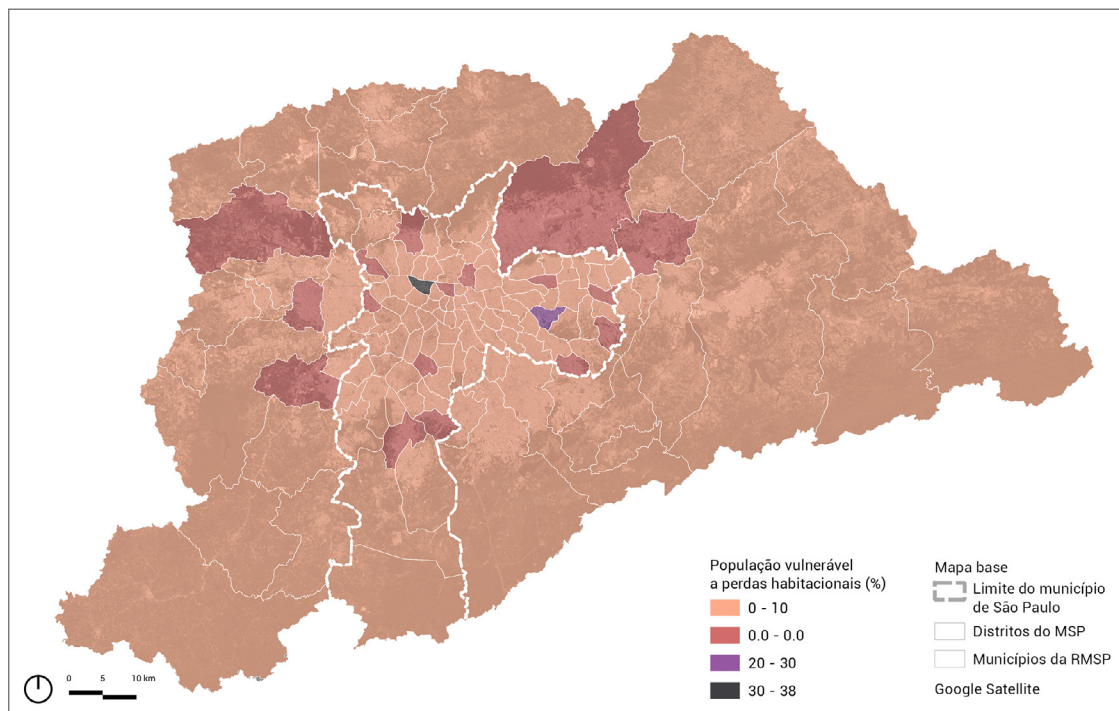 População vulnerável
a perdas habitacionais (%)
0 - 10
0.0 - 0.0
20 - 30
30 - 38
Mapa base
Limite do município
de São Paulo
Distritos do MSP
Municípios da RMSP
Google Satellite
0 5 10 km